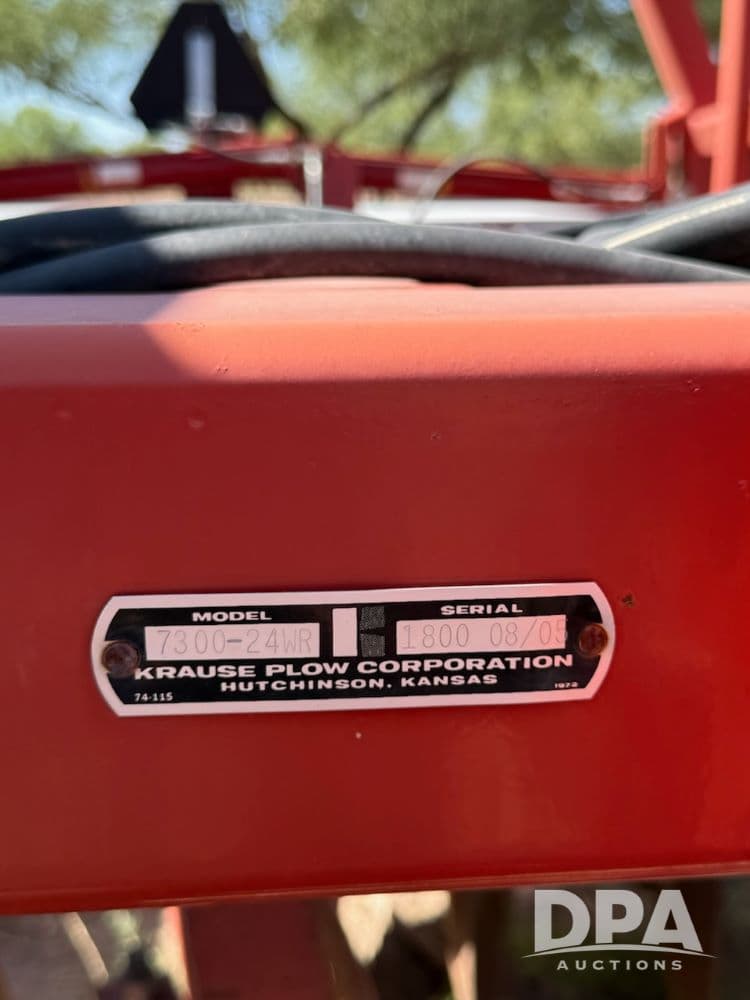 MODEL SERIAL
7300-24WR 1800 08/05
KRAUSE PLOW CORPORATION
HUTCHINSON, KANSAS
74-115 1972
DPA
AUCTIONS